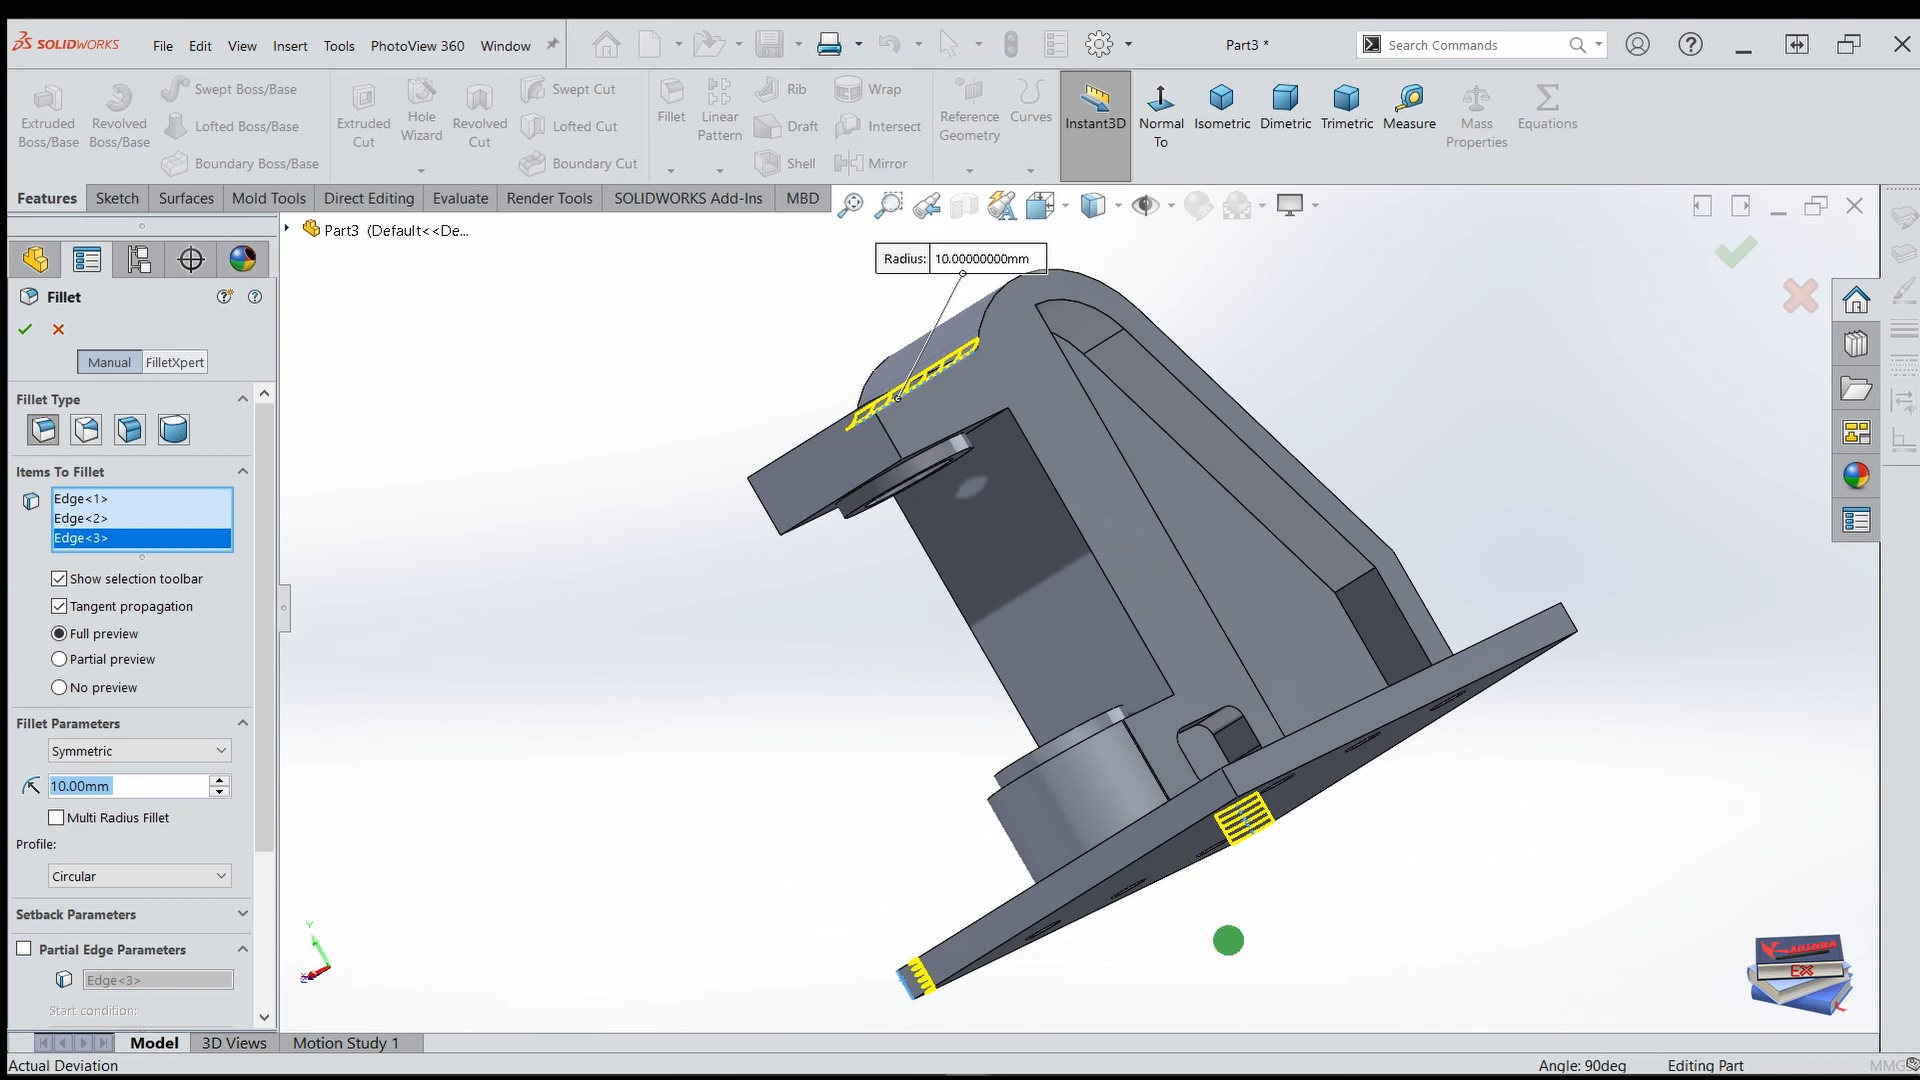 SOLIDWORKS File Edit View Insert Tools PhotoView 360 Window Part3 * Search Commands
Extruded Boss/Base
Revolved Boss/Base
Swept Boss/Base
Lofted Boss/Base
Boundary Boss/Base
Extruded Cut
Hole Wizard
Revolved Cut
Swept Cut
Lofted Cut
Boundary Cut
Fillet
Linear Pattern
Rib
Draft
Shell
Wrap
Intersect
Mirror
Reference Geometry
Curves
Instant3D
Normal To
Isometric
Dimetric
Trimetric
Measure
Mass Properties
Equations
Features Sketch Surfaces Mold Tools Direct Editing Evaluate Render Tools SOLIDWORKS Add-Ins MBD
Part3 (Default<<De...
Fillet
Manual FilletXpert
Fillet Type
Items To Fillet
Edge<1>
Edge<2>
Edge<3>
Show selection toolbar
Tangent propagation
Full preview
Partial preview
No preview
Fillet Parameters
Symmetric
10.00mm
Multi Radius Fillet
Profile:
Circular
Setback Parameters
Partial Edge Parameters
Edge<3>
Start condition:
Radius: 10.00000000mm
Y
Z
EX
Model 3D Views Motion Study 1
Actual Deviation Angle: 90deg Editing Part